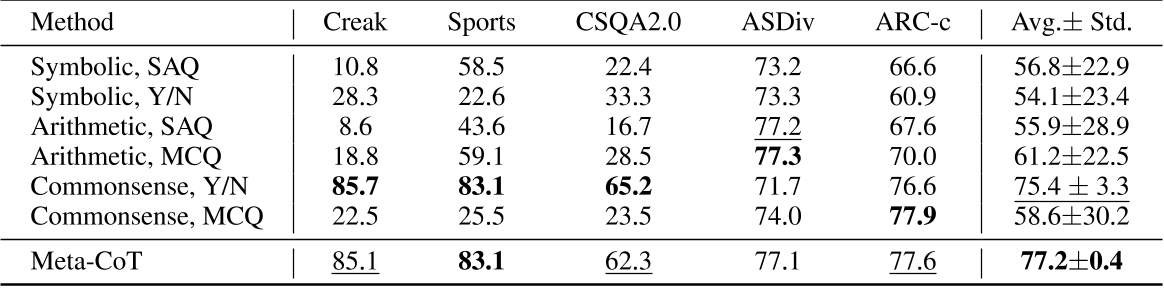 Method Creak Sports CSQA2.0 ASDiv ARC-c Avg.± Std.
Symbolic, SAQ 10.8 58.5 22.4 73.2 66.6 56.8±22.9
Symbolic, Y/N 28.3 22.6 33.3 73.3 60.9 54.1±23.4
Arithmetic, SAQ 8.6 43.6 16.7 77.2 67.6 55.9±28.9
Arithmetic, MCQ 18.8 59.1 28.5 77.3 70.0 61.2±22.5
Commonsense, Y/N 85.7 83.1 65.2 71.7 76.6 75.4 ± 3.3
Commonsense, MCQ 22.5 25.5 23.5 74.0 77.9 58.6±30.2
Meta-CoT 85.1 83.1 62.3 77.1 77.6 77.2±0.4